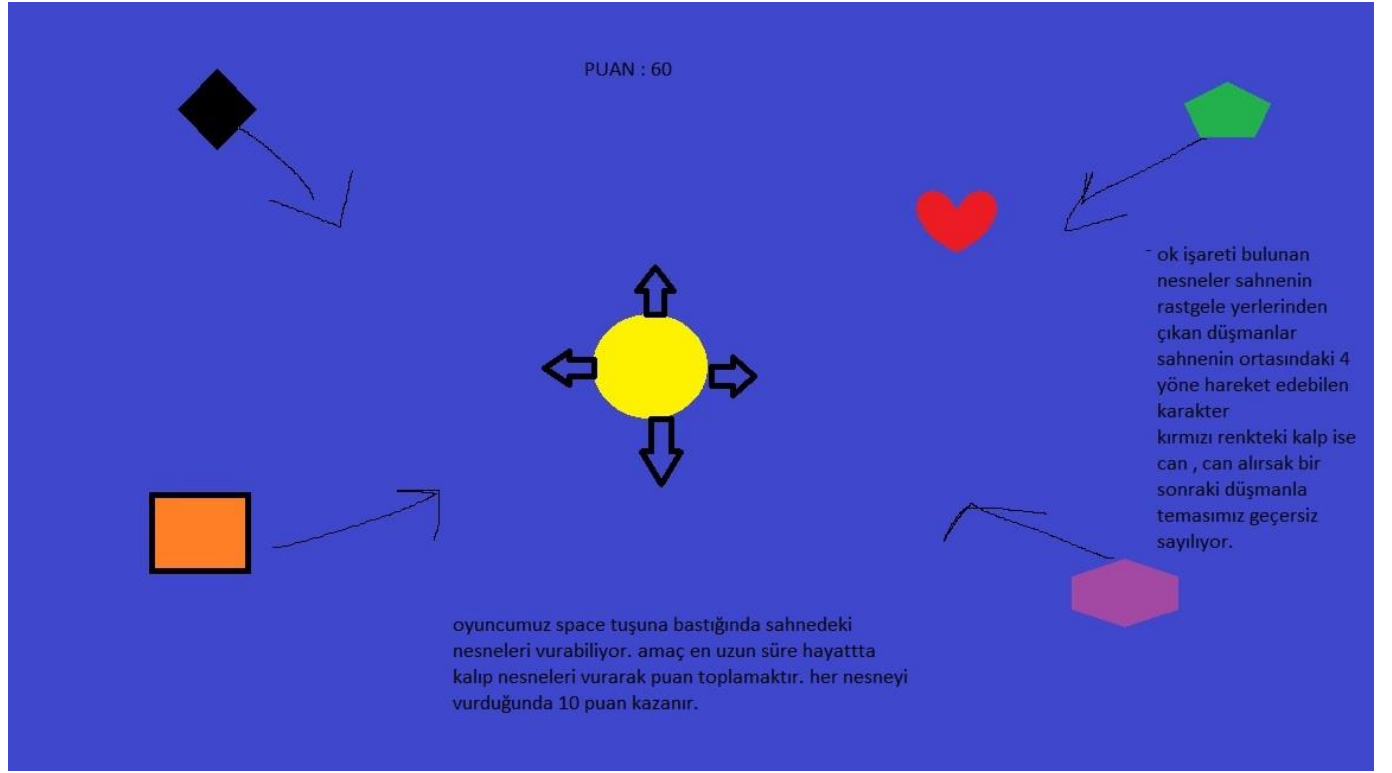 PUAN : 60
- ok işareti bulunan
nesneler sahnenin
rastgele yerlerinden
çıkan düşmanlar
sahnenin ortasındaki 4
yöne hareket edebilen
karakter
kırmızı renkteki kalp ise
can , can alırsak bir
sonraki düşmanla
temasımız geçersiz
sayılıyor.
oyuncumuz space tuşuna bastığında sahnedeki
nesneleri vurabiliyor. amaç en uzun süre hayattta
kalıp nesneleri vurarak puan toplamaktır. her nesneyi
vurduğunda 10 puan kazanır.